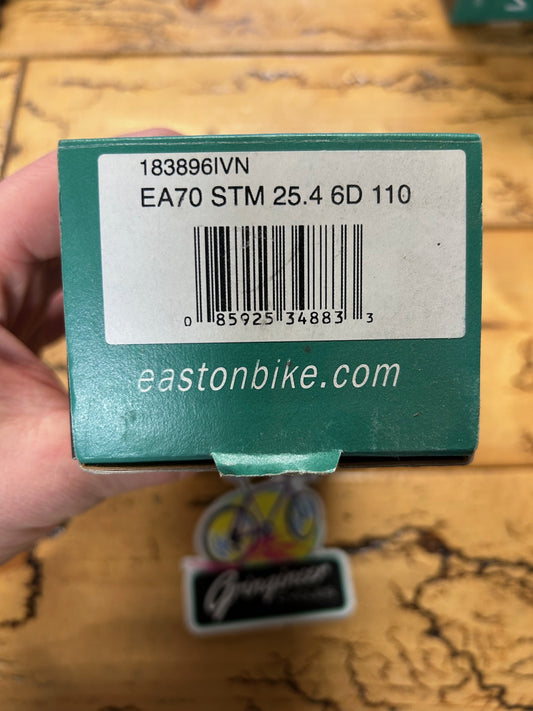 183896IVN
EA70 STM 25.4 6D 110
0 85925 34883 3
eastonbike.com